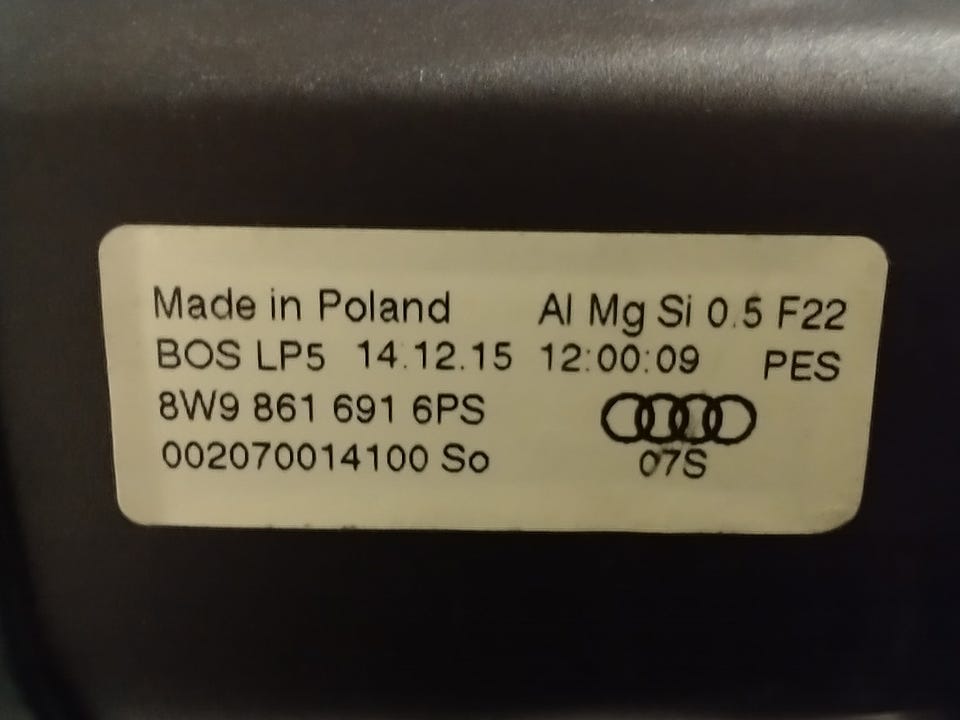 Made in Poland Al Mg Si 0.5 F22
BOS LP5 14.12.15 12:00:09 PES
8W9 861 691 6PS
002070014100 So 07S